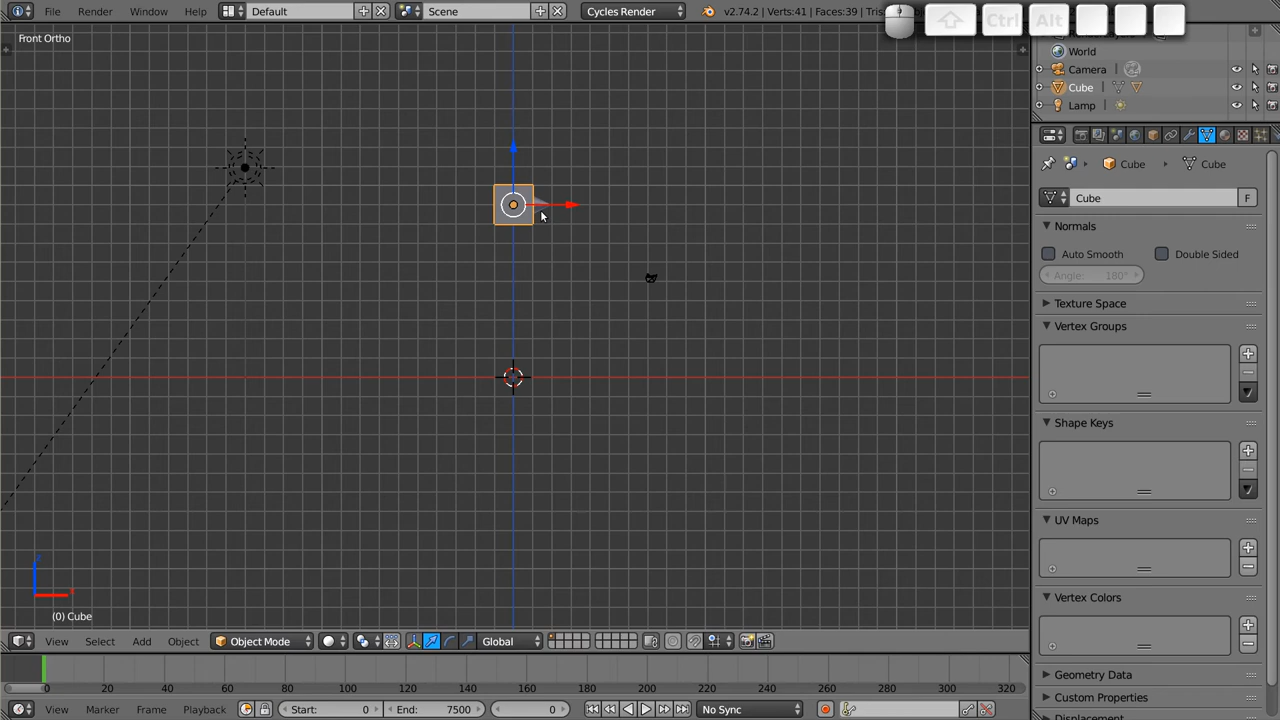 File Render Window Help Default Scene Cycles Render v2.74.2 | Verts:41 | Faces:39 | Tris
Ctrl Alt
Front Ortho
World
Camera
Cube
Lamp
Cube Cube
Cube F
Normals
Auto Smooth Double Sided
Angle: 180°
Texture Space
Vertex Groups
Shape Keys
UV Maps
Vertex Colors
Geometry Data
Custom Properties
Displacement
z
x
(0) Cube
View Select Add Object Object Mode Global
0 20 40 60 80 100 120 140 160 180 200 220 240 260 280 300 320
View Marker Frame Playback Start: 0 End: 7500 0 No Sync